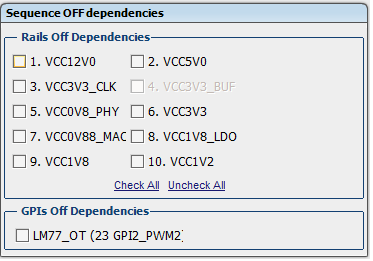 Sequence OFF dependencies
Rails Off Dependencies
1. VCC12V0 2. VCC5V0
3. VCC3V3_CLK 4. VCC3V3_BUF
5. VCC0V8_PHY 6. VCC3V3
7. VCC0V88_MAC 8. VCC1V8_LDO
9. VCC1V8 10. VCC1V2
Check All Uncheck All
GPIs Off Dependencies
LM77_OT (23 GPI2_PWM2)